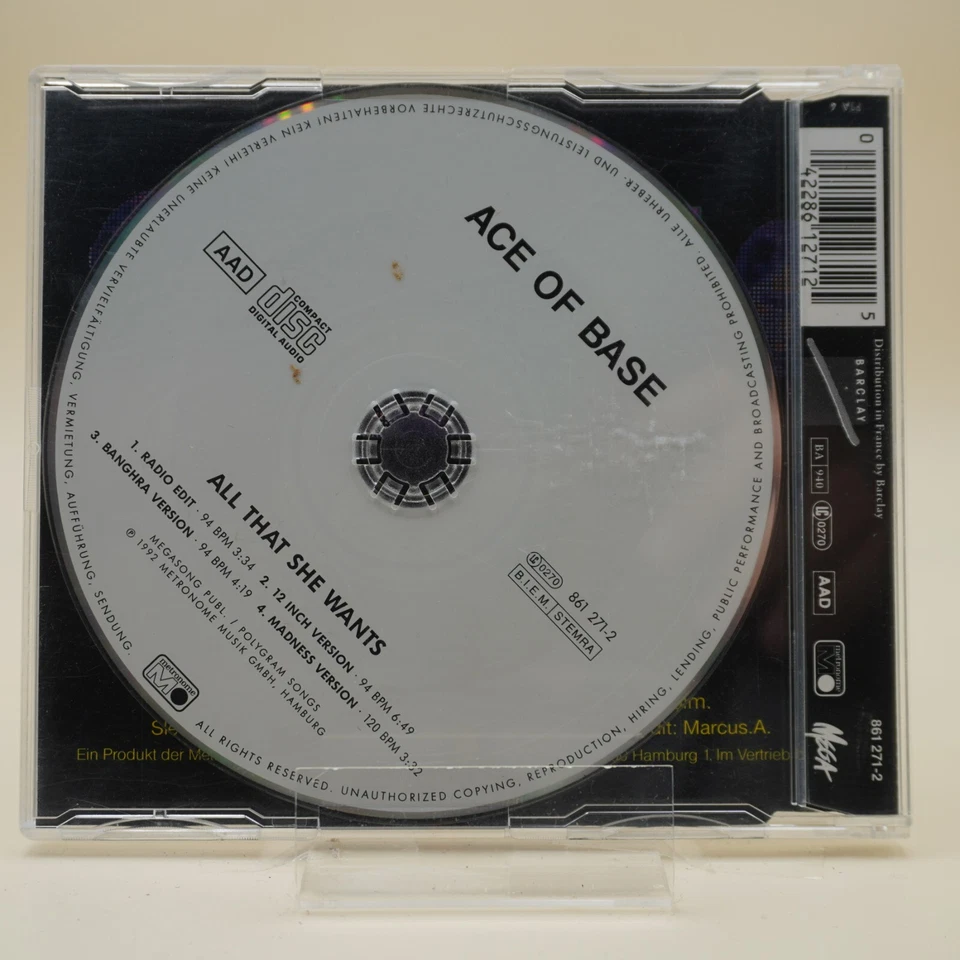 ACE OF BASE
AAD
COMPACT
disc
DIGITAL AUDIO
ALL THAT SHE WANTS
1. RADIO EDIT · 94 BPM 3:34 2. 12 INCH VERSION · 94 BPM 6:49
3. BANGHRA VERSION · 94 BPM 4:19 4. MADNESS VERSION · 120 BPM 3:32
MEGASONG PUBL. / POLYGRAM SONGS
℗ 1992 METRONOME MUSIK GMBH, HAMBURG
LC 0270
861 271-2
B.I.E.M. STEMRA
metronome
M
ALL RIGHTS RESERVED. UNAUTHORIZED COPYING, REPRODUCTION, HIRING, LENDING, PUBLIC PERFORMANCE AND BROADCASTING PROHIBITED. ALLE URHEBER- UND LEISTUNGSSCHUTZRECHTE VORBEHALTEN! KEIN VERLEIH! KEINE UNERLAUBTE VERVIELFÄLTIGUNG, VERMIETUNG, AUFFÜHRUNG, SENDUNG.
.m.
it: Marcus.A.
Ein Produkt der Me
Hamburg 1. Im Vertrieb
0 42286 12712 5
Distribution in France by Barclay
BARCLAY
BA 940
LC 0270
AAD
metronome
M
MEGA
861 271-2